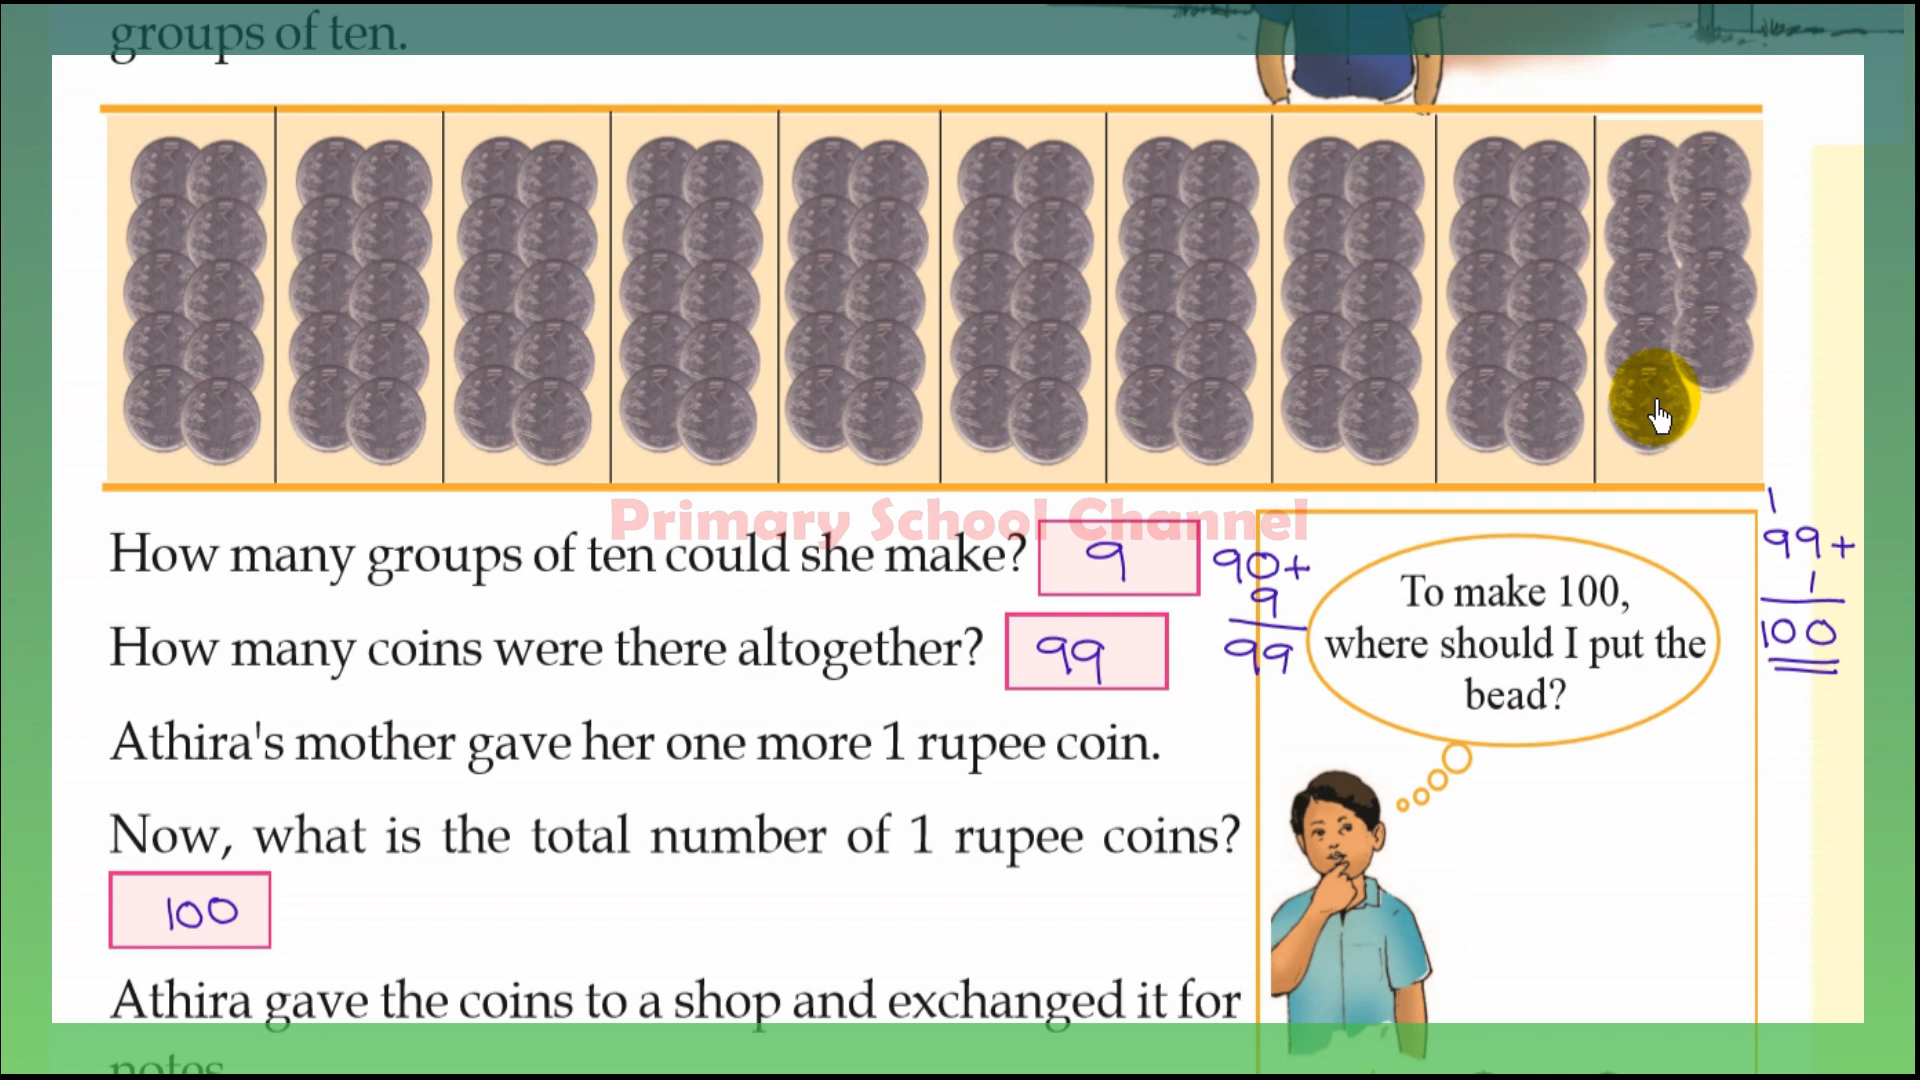 groups of ten.
Primary School Channel
How many groups of ten could she make? 9
90+
9
99
How many coins were there altogether? 99
Athira's mother gave her one more 1 rupee coin.
Now, what is the total number of 1 rupee coins?
100
Athira gave the coins to a shop and exchanged it for
notes
To make 100,
where should I put the
bead?
1
99+
1
100